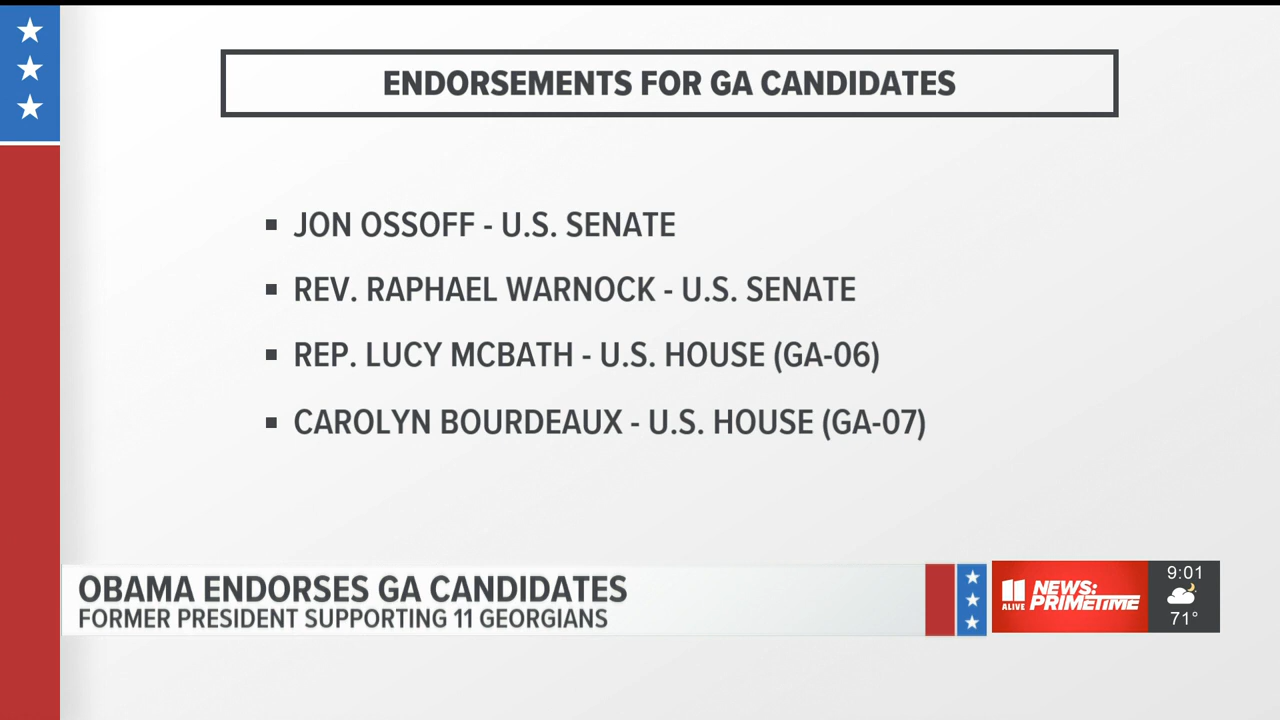 ENDORSEMENTS FOR GA CANDIDATES
▪ JON OSSOFF - U.S. SENATE
▪ REV. RAPHAEL WARNOCK - U.S. SENATE
▪ REP. LUCY MCBATH - U.S. HOUSE (GA-06)
▪ CAROLYN BOURDEAUX - U.S. HOUSE (GA-07)
OBAMA ENDORSES GA CANDIDATES
FORMER PRESIDENT SUPPORTING 11 GEORGIANS
11 ALIVE
NEWS:
PRIMETIME
9:01
71°